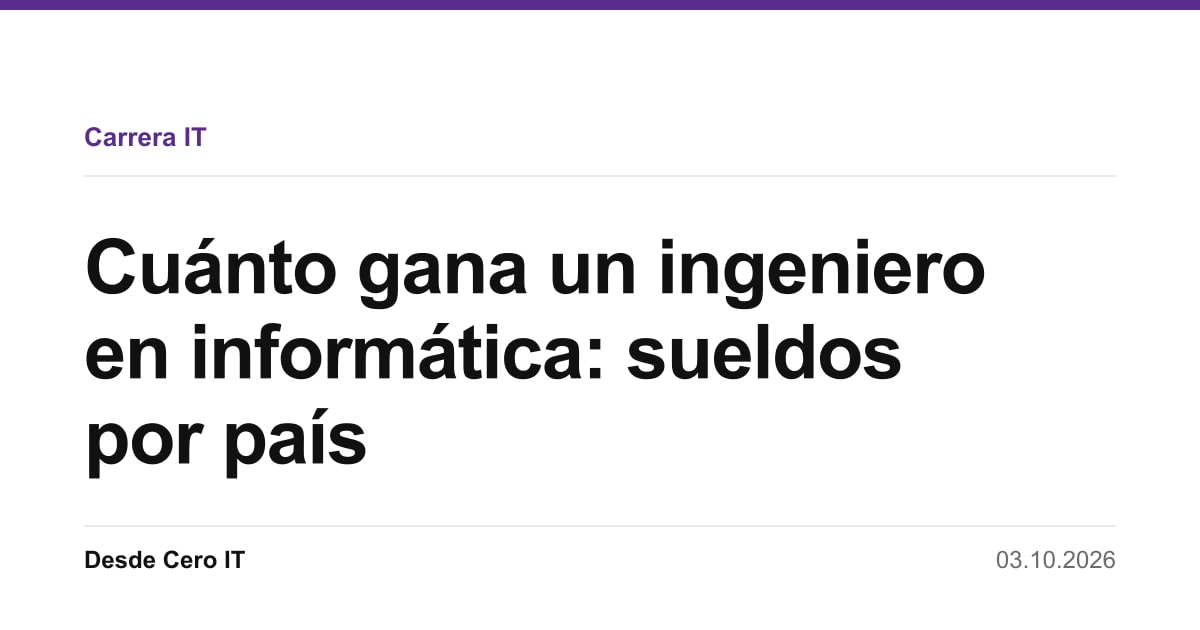 Carrera IT
Cuánto gana un ingeniero
en informática: sueldos
por país
Desde Cero IT
03.10.2026